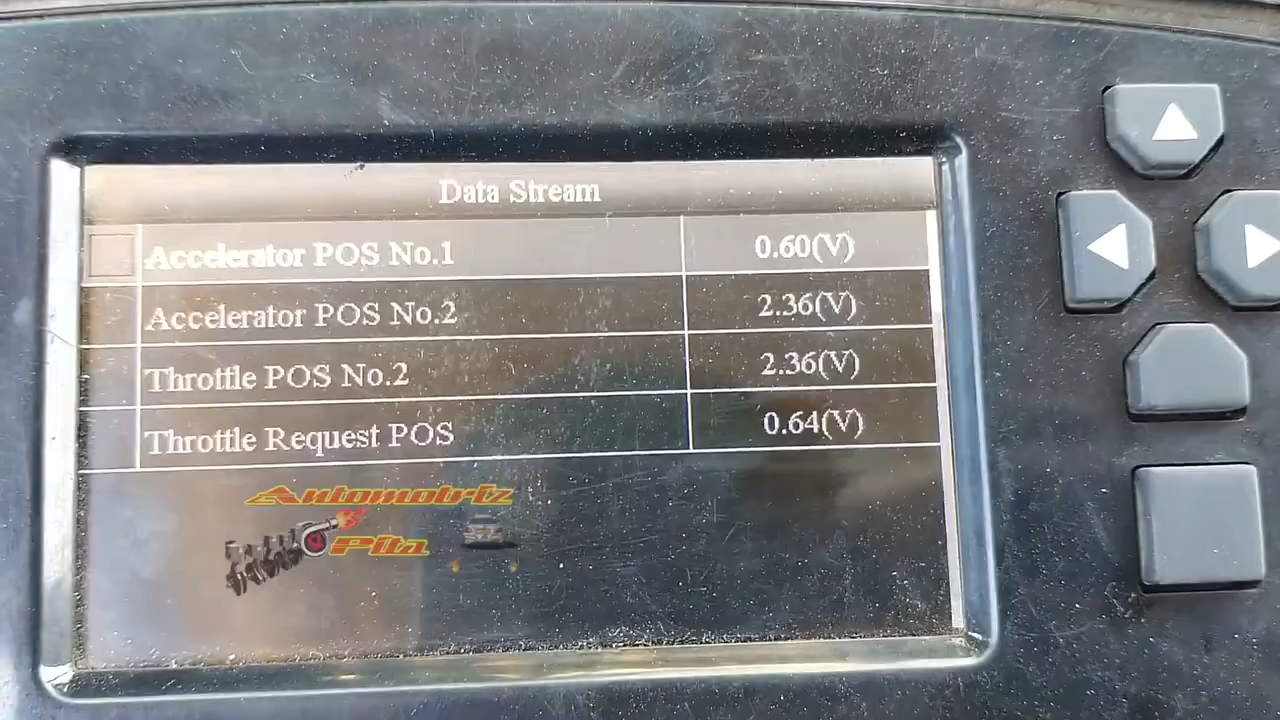 Data Stream
Accelerator POS No.1 0.60(V)
Accelerator POS No.2 2.36(V)
Throttle POS No.2 2.36(V)
Throttle Request POS 0.64(V)
Automotriz
Pita